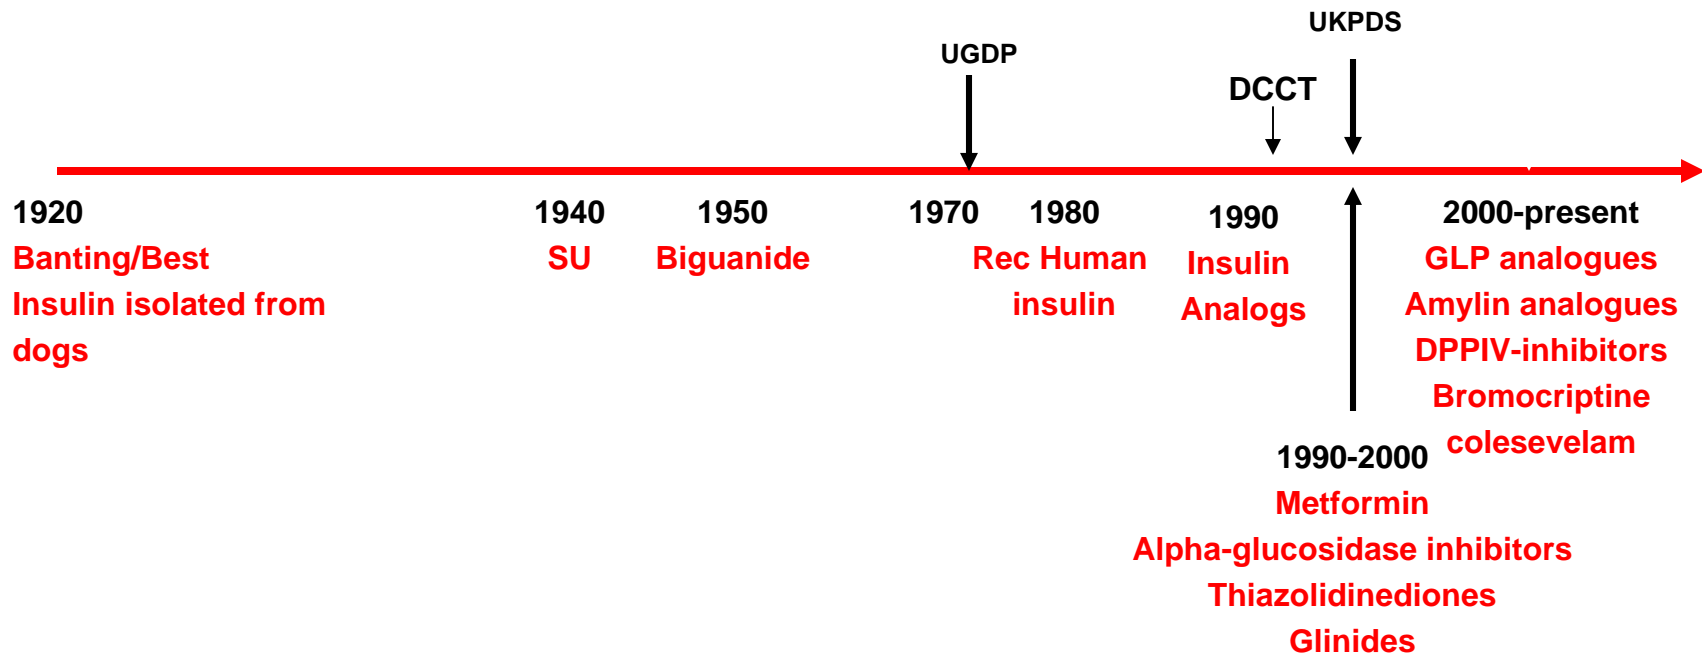 UKPDS
UGDP
DCCT
1920
Banting/Best
Insulin isolated from
dogs
1940
SU
1950
Biguanide
1970
1980
Rec Human
insulin
1990
Insulin
Analogs
2000-present
GLP analogues
Amylin analogues
DPPIV-inhibitors
Bromocriptine
colesevelam
1990-2000
Metformin
Alpha-glucosidase inhibitors
Thiazolidinediones
Glinides